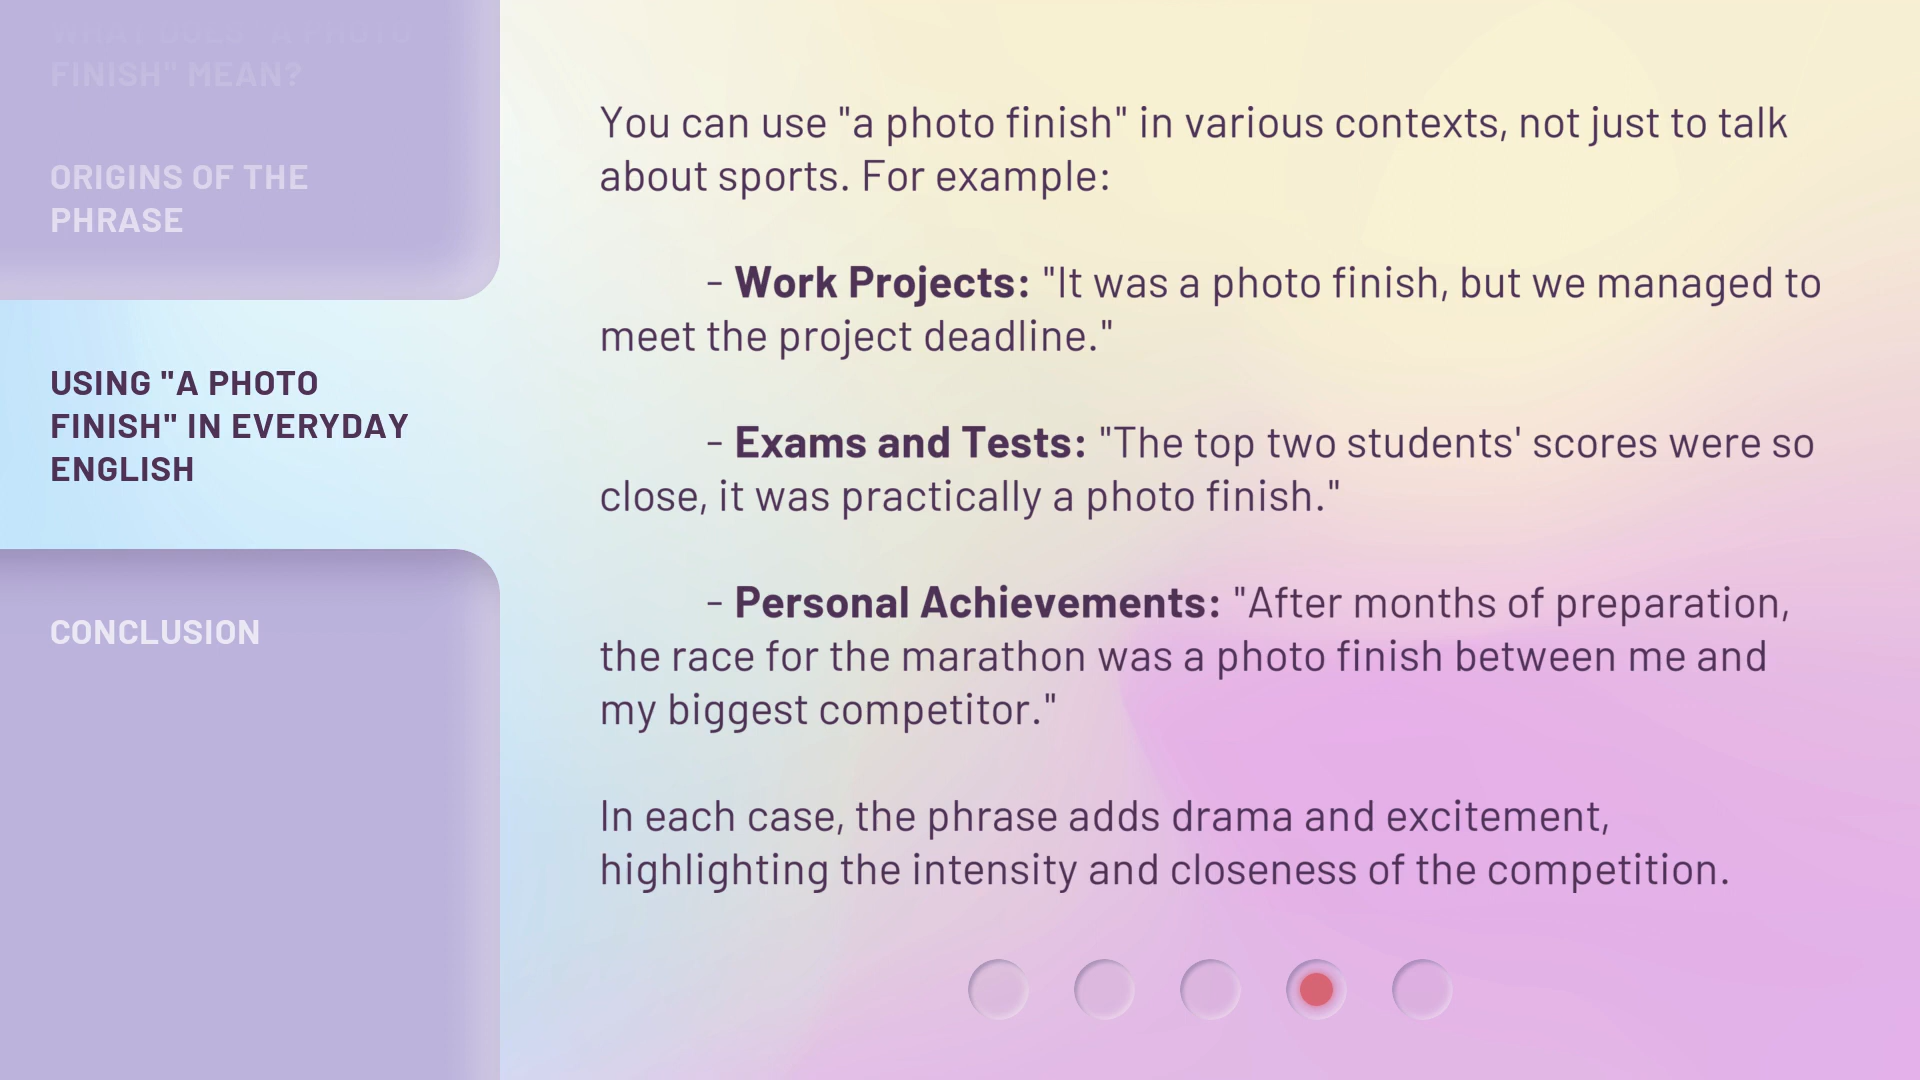 WHAT DOES "A PHOTO
FINISH" MEAN?
ORIGINS OF THE
PHRASE
USING "A PHOTO
FINISH" IN EVERYDAY
ENGLISH
CONCLUSION
You can use "a photo finish" in various contexts, not just to talk
about sports. For example:
- Work Projects: "It was a photo finish, but we managed to
meet the project deadline."
- Exams and Tests: "The top two students' scores were so
close, it was practically a photo finish."
- Personal Achievements: "After months of preparation,
the race for the marathon was a photo finish between me and
my biggest competitor."
In each case, the phrase adds drama and excitement,
highlighting the intensity and closeness of the competition.